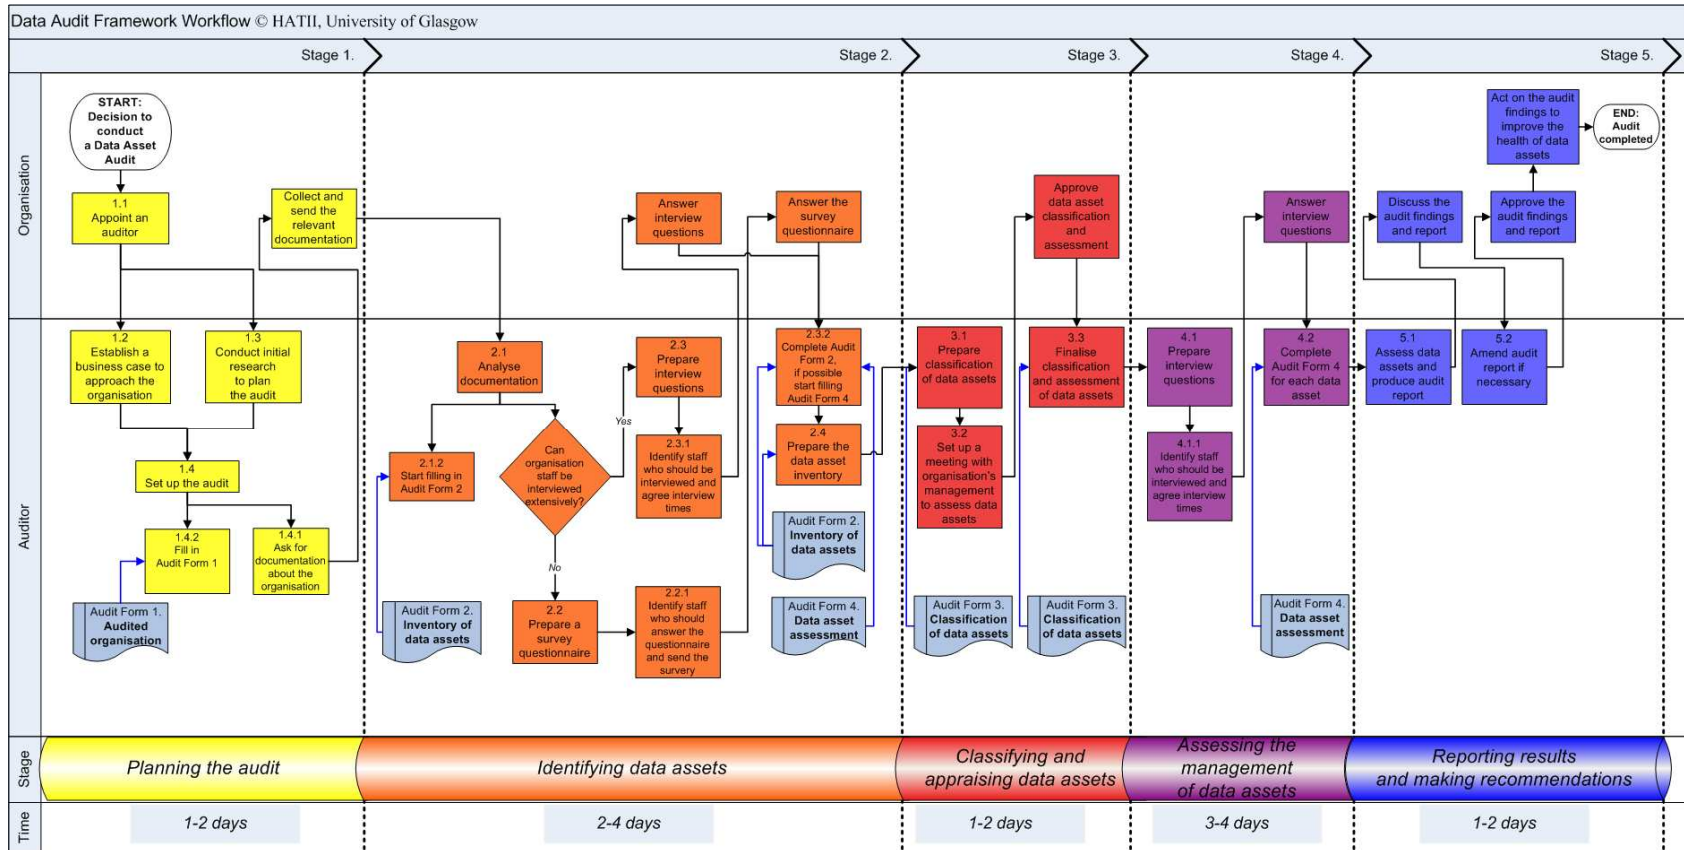 Data Audit Framework Workflow © HATII, University of Glasgow
Stage 1.
Stage 2.
Stage 3.
Stage 4.
Stage 5.
Organisation
START:
Decision to
conduct
a Data Asset
Audit
1.1
Appoint an
auditor
Collect and
send the
relevant
documentation
Answer
interview
questions
Answer the
survey
questionnaire
Approve
data asset
classification
and
assessment
Answer
interview
questions
Discuss the
audit findings
and report
Approve the
audit findings
and report
Act on the audit
findings to
improve the
health of data
assets
END:
Audit
completed
Auditor
1.2
Establish a
business case to
approach the
organisation
1.3
Conduct initial
research
to plan
the audit
1.4
Set up the audit
1.4.2
Fill in
Audit Form 1
1.4.1
Ask for
documentation
about the
organisation
Audit Form 1.
Audited
organisation
2.1
Analyse
documentation
2.1.2
Start filling in
Audit Form 2
Can
organisation
staff be
interviewed
extensively?
Yes
No
2.3
Prepare
interview
questions
2.3.1
Identify staff
who should be
interviewed and
agree interview
times
Audit Form 2.
Inventory of
data assets
2.2
Prepare a
survey
questionnaire
2.2.1
Identify staff
who should
answer the
questionnaire
and send the
survery
2.3.2
Complete Audit
Form 2,
if possible
start filling
Audit Form 4
2.4
Prepare the
data asset
inventory
Audit Form 2.
Inventory of
data assets
Audit Form 4.
Data asset
assessment
3.1
Prepare
classification
of data assets
3.2
Set up a
meeting with
organisation's
management
to assess data
assets
3.3
Finalise
classification
and assessment
of data assets
Audit Form 3.
Classification
of data assets
Audit Form 3.
Classification
of data assets
4.1
Prepare
interview
questions
4.1.1
Identify staff
who should be
interviewed and
agree interview
times
4.2
Complete
Audit Form 4
for each data
asset
Audit Form 4.
Data asset
assessment
5.1
Assess data
assets and
produce audit
report
5.2
Amend audit
report if
necessary
Stage
Planning the audit
Identifying data assets
Classifying and
appraising data assets
Assessing the
management
of data assets
Reporting results
and making recommendations
Time
1-2 days
2-4 days
1-2 days
3-4 days
1-2 days